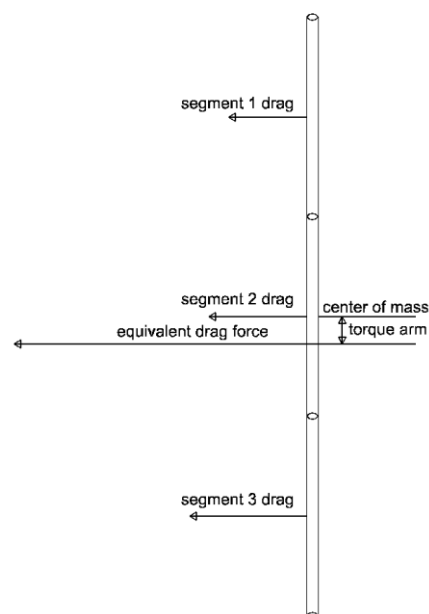 segment 1 drag
segment 2 drag
center of mass
equivalent drag force
torque arm
segment 3 drag